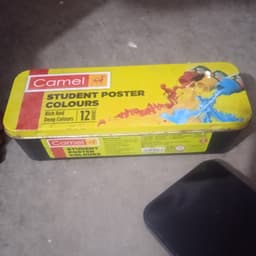 Camel
STUDENT POSTER
COLOURS
Rich And
Deep Colours
12
Camel
STUDENT
POSTER
COLOURS